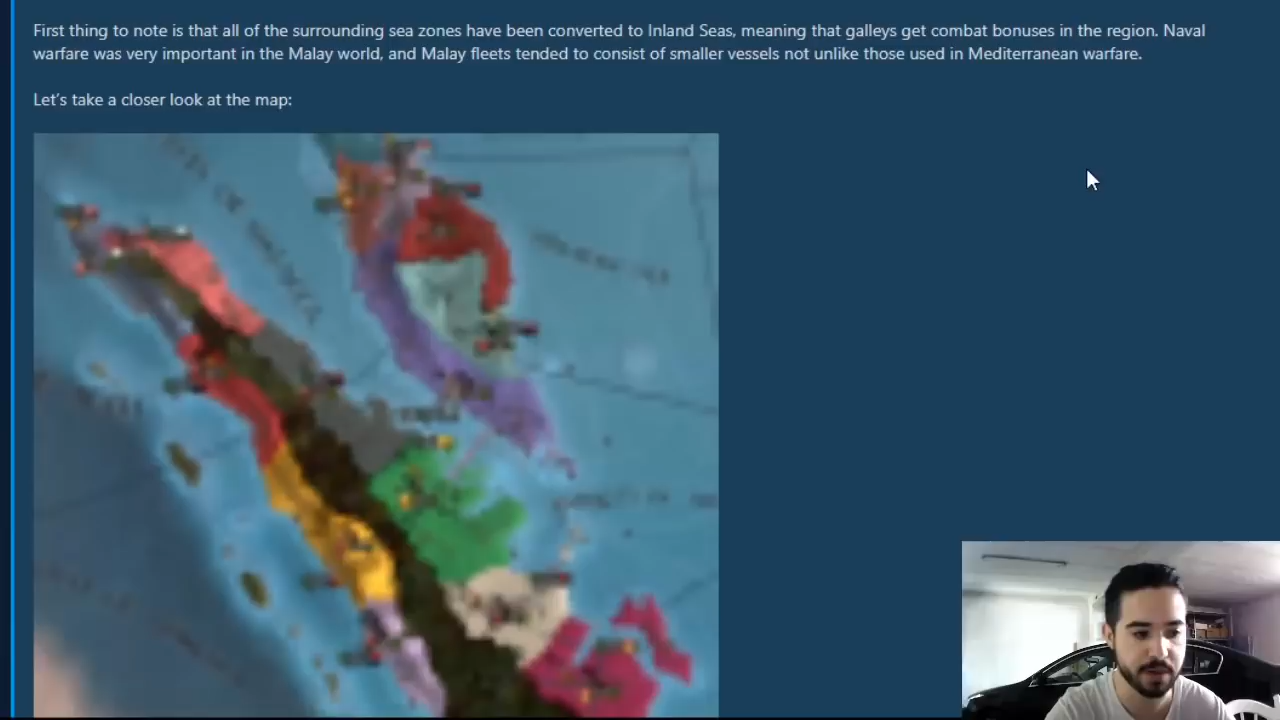 First thing to note is that all of the surrounding sea zones have been converted to Inland Seas, meaning that galleys get combat bonuses in the region. Naval
warfare was very important in the Malay world, and Malay fleets tended to consist of smaller vessels not unlike those used in Mediterranean warfare.
Let's take a closer look at the map: